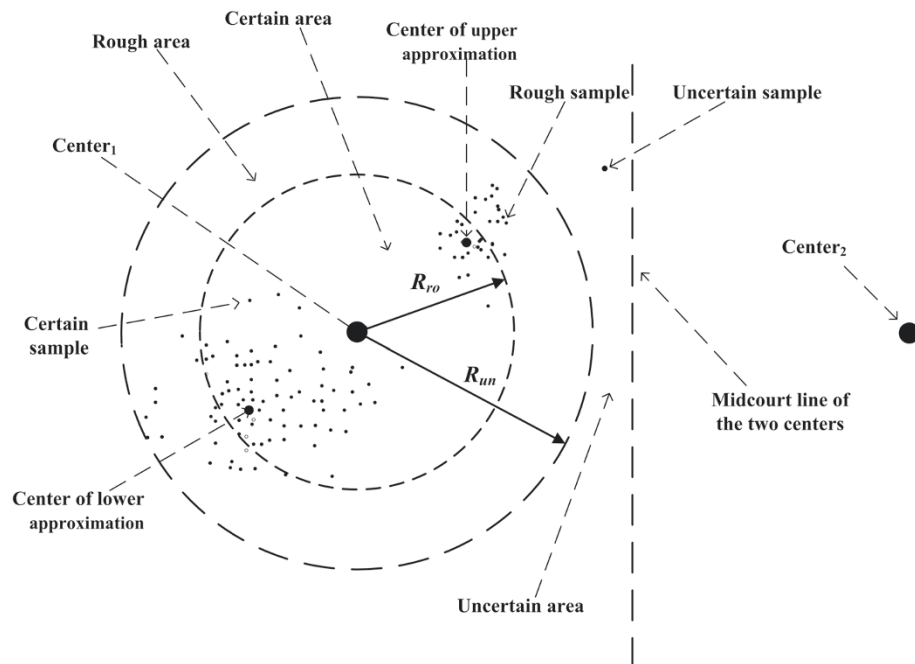 Certain area
Rough area
Center of upper
approximation
Rough sample
Uncertain sample
Center₁
Center₂
R_ro
Certain
sample
R_un
Midcourt line of
the two centers
Center of lower
approximation
Uncertain area